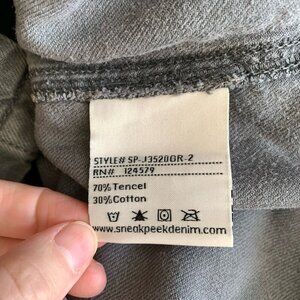 STYLE# SP-J3520GR-2
RN# 124579
70% Tencel
30% Cotton
www.sneakpeekdenim.com